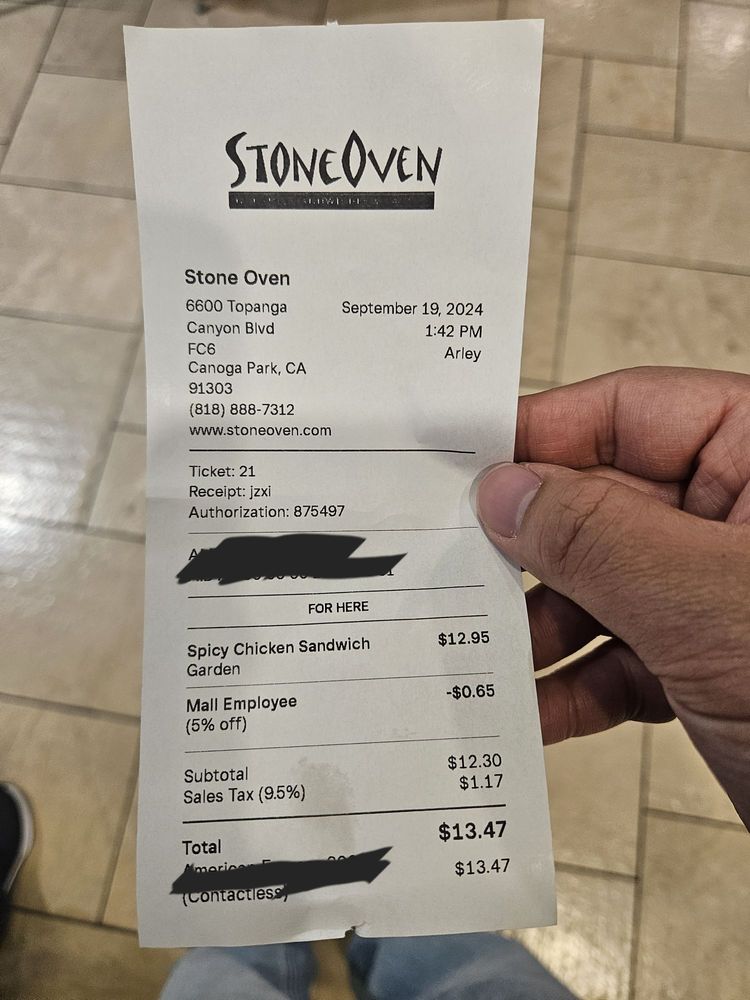 STONEOVEN
Stone Oven
6600 Topanga
Canyon Blvd
FC6
Canoga Park, CA
91303
(818) 888-7312
www.stoneoven.com
September 19, 2024
1:42 PM
Arley
Ticket: 21
Receipt: jzxi
Authorization: 875497
FOR HERE
Spicy Chicken Sandwich $12.95
Garden
Mall Employee -$0.65
(5% off)
Subtotal $12.30
Sales Tax (9.5%) $1.17
Total $13.47
American $13.47
(Contactless)